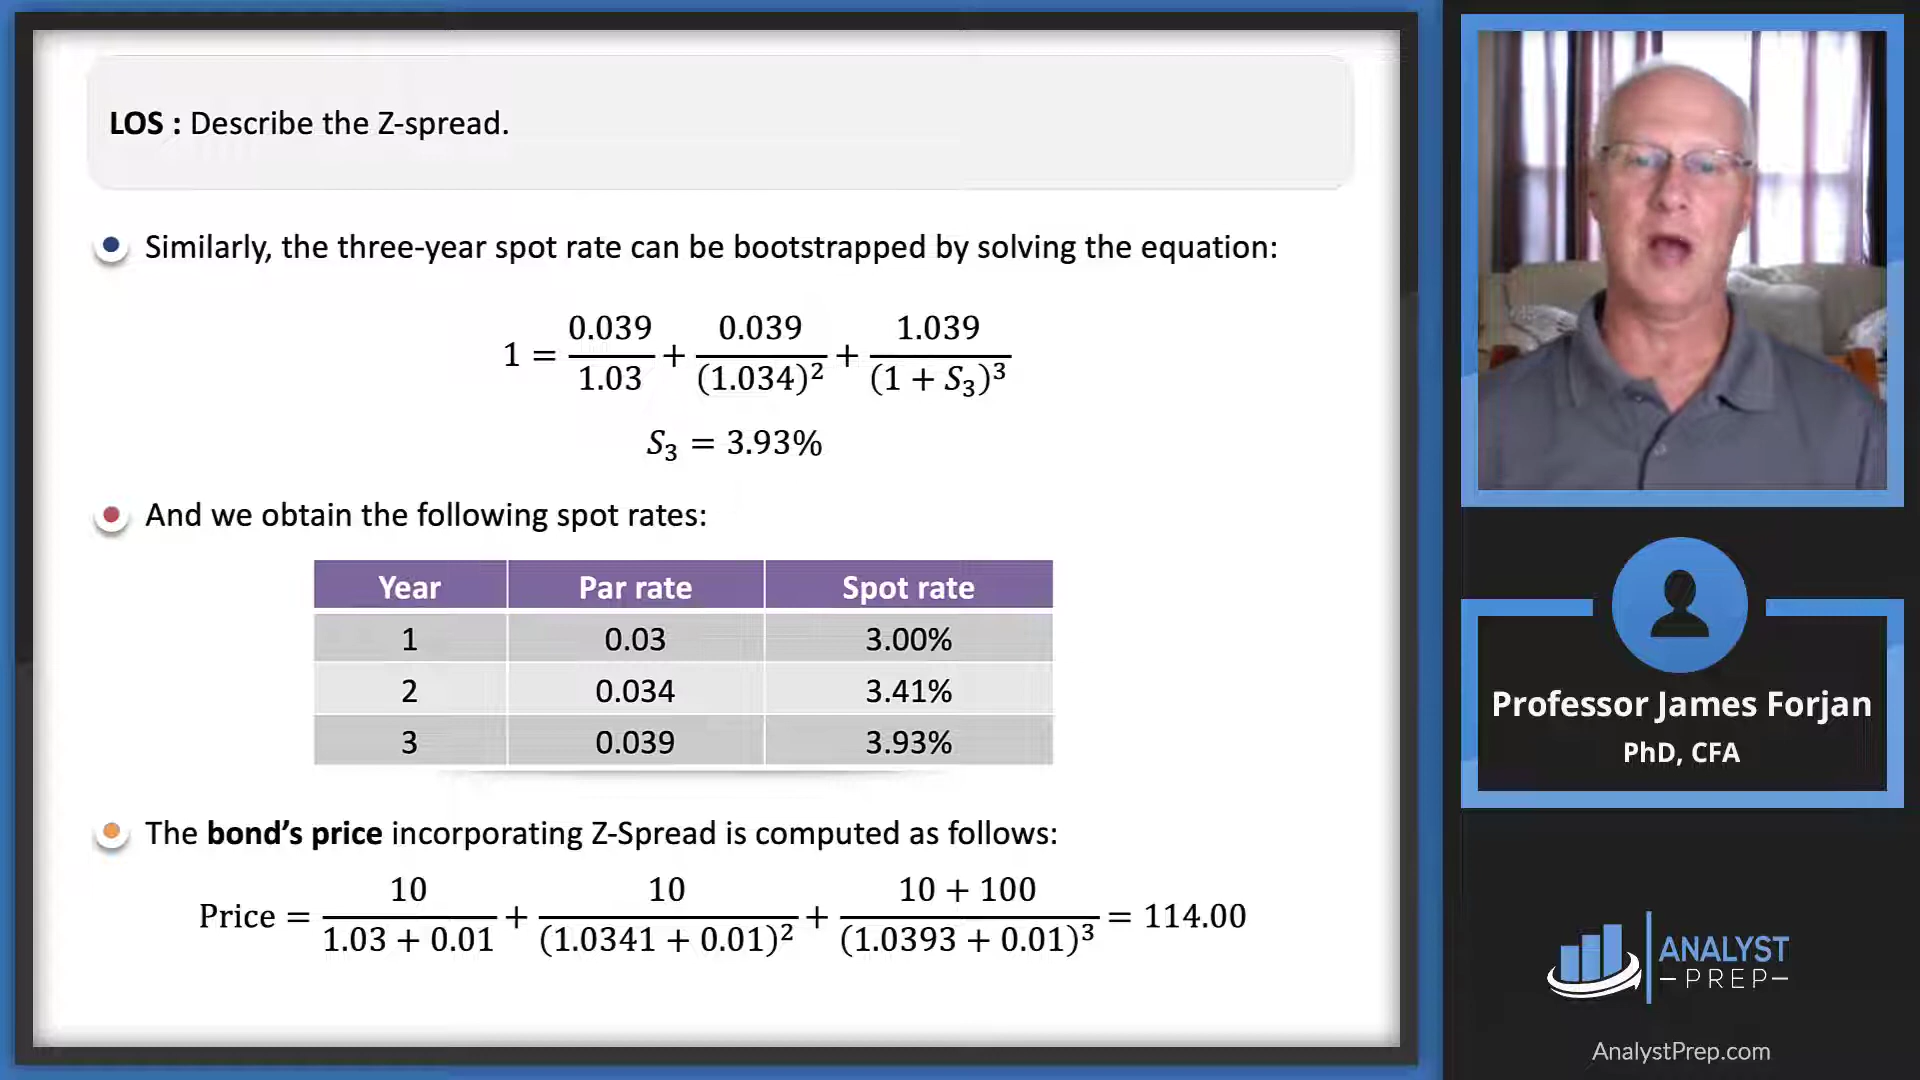 LOS : Describe the Z-spread.
Similarly, the three-year spot rate can be bootstrapped by solving the equation:
1 = 0.039/1.03 + 0.039/(1.034)² + 1.039/(1 + S₃)³
S₃ = 3.93%
And we obtain the following spot rates:
Year Par rate Spot rate
1 0.03 3.00%
2 0.034 3.41%
3 0.039 3.93%
The bond’s price incorporating Z-Spread is computed as follows:
Price = 10/(1.03 + 0.01) + 10/(1.0341 + 0.01)² + (10 + 100)/(1.0393 + 0.01)³ = 114.00
Professor James Forjan
PhD, CFA
ANALYST
PREP
AnalystPrep.com